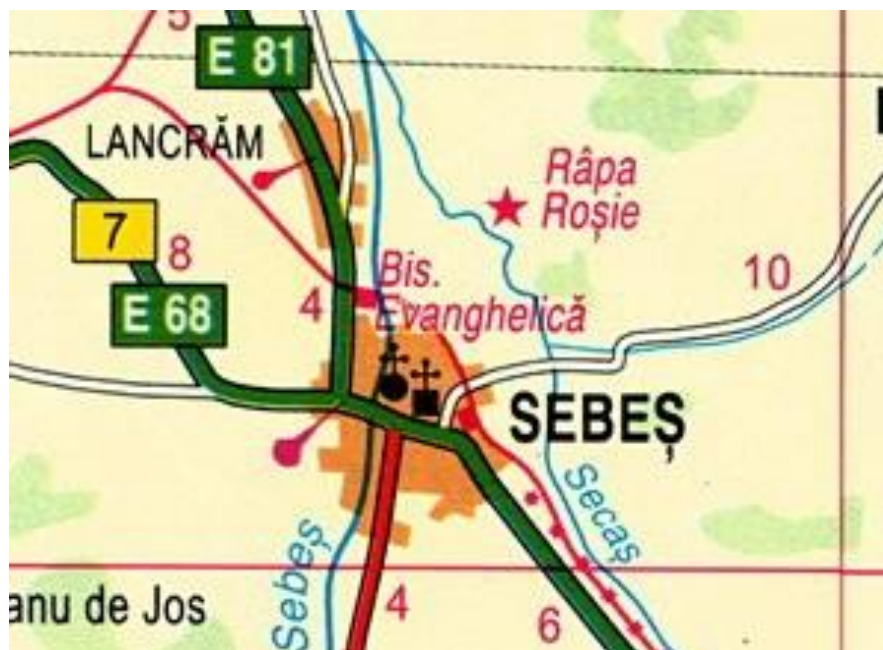 5
E 81
LANCRĂM
Râpa
Roșie
7
8
10
Bis.
Evanghelică
4
E 68
SEBEȘ
Secaș
Sebeș
anu de Jos
4
6